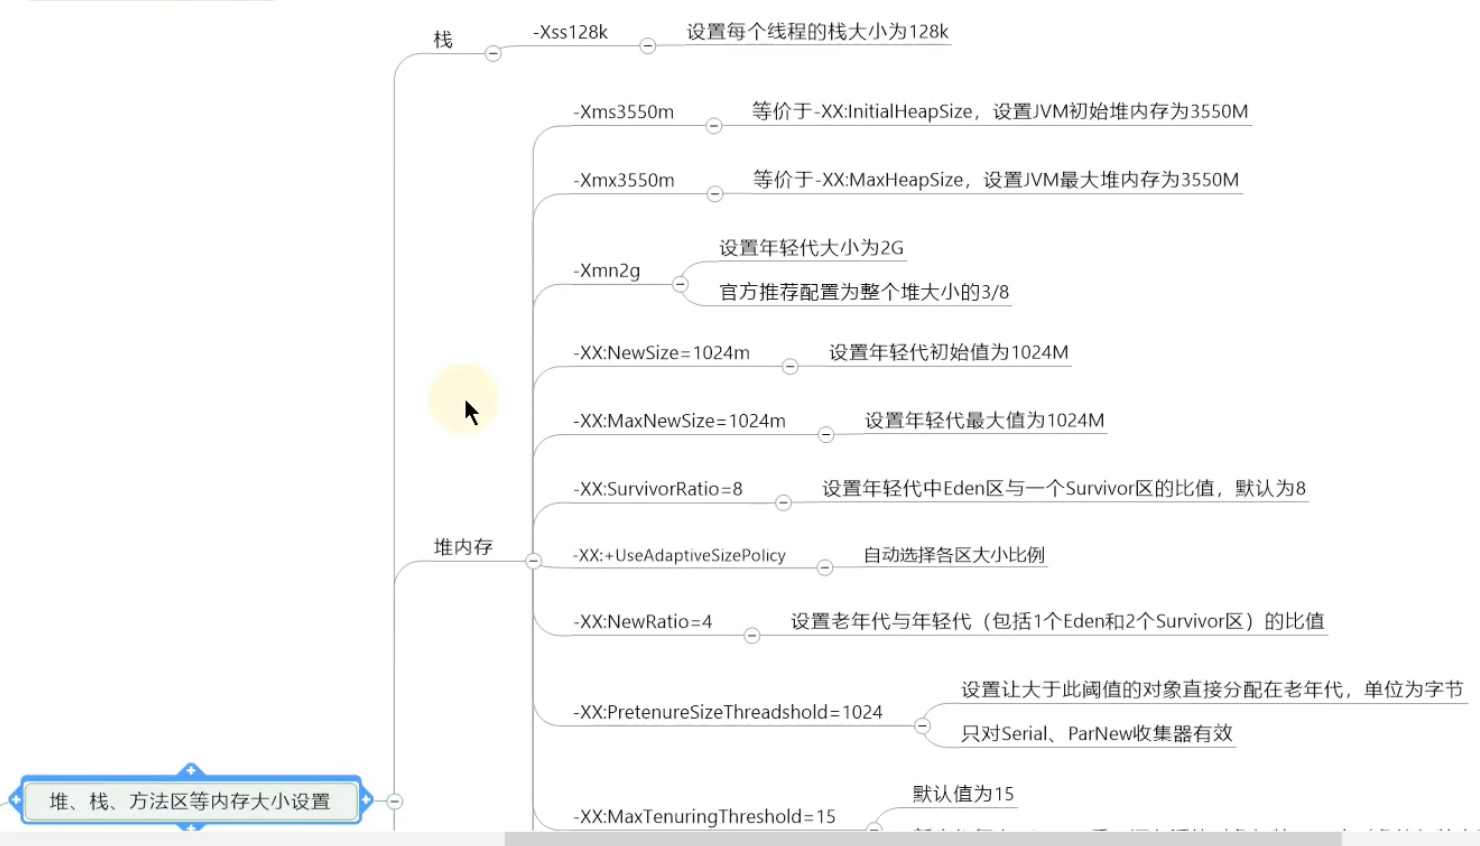 栈
-Xss128k
设置每个线程的栈大小为128k
-Xms3550m
等价于-XX:InitialHeapSize，设置JVM初始堆内存为3550M
-Xmx3550m
等价于-XX:MaxHeapSize，设置JVM最大堆内存为3550M
-Xmn2g
设置年轻代大小为2G
官方推荐配置为整个堆大小的3/8
-XX:NewSize=1024m
设置年轻代初始值为1024M
-XX:MaxNewSize=1024m
设置年轻代最大值为1024M
-XX:SurvivorRatio=8
设置年轻代中Eden区与一个Survivor区的比值，默认为8
堆内存
-XX:+UseAdaptiveSizePolicy
自动选择各区大小比例
-XX:NewRatio=4
设置老年代与年轻代（包括1个Eden和2个Survivor区）的比值
-XX:PretenureSizeThreadshold=1024
设置让大于此阈值的对象直接分配在老年代，单位为字节
只对Serial、ParNew收集器有效
堆、栈、方法区等内存大小设置
-XX:MaxTenuringThreshold=15
默认值为15